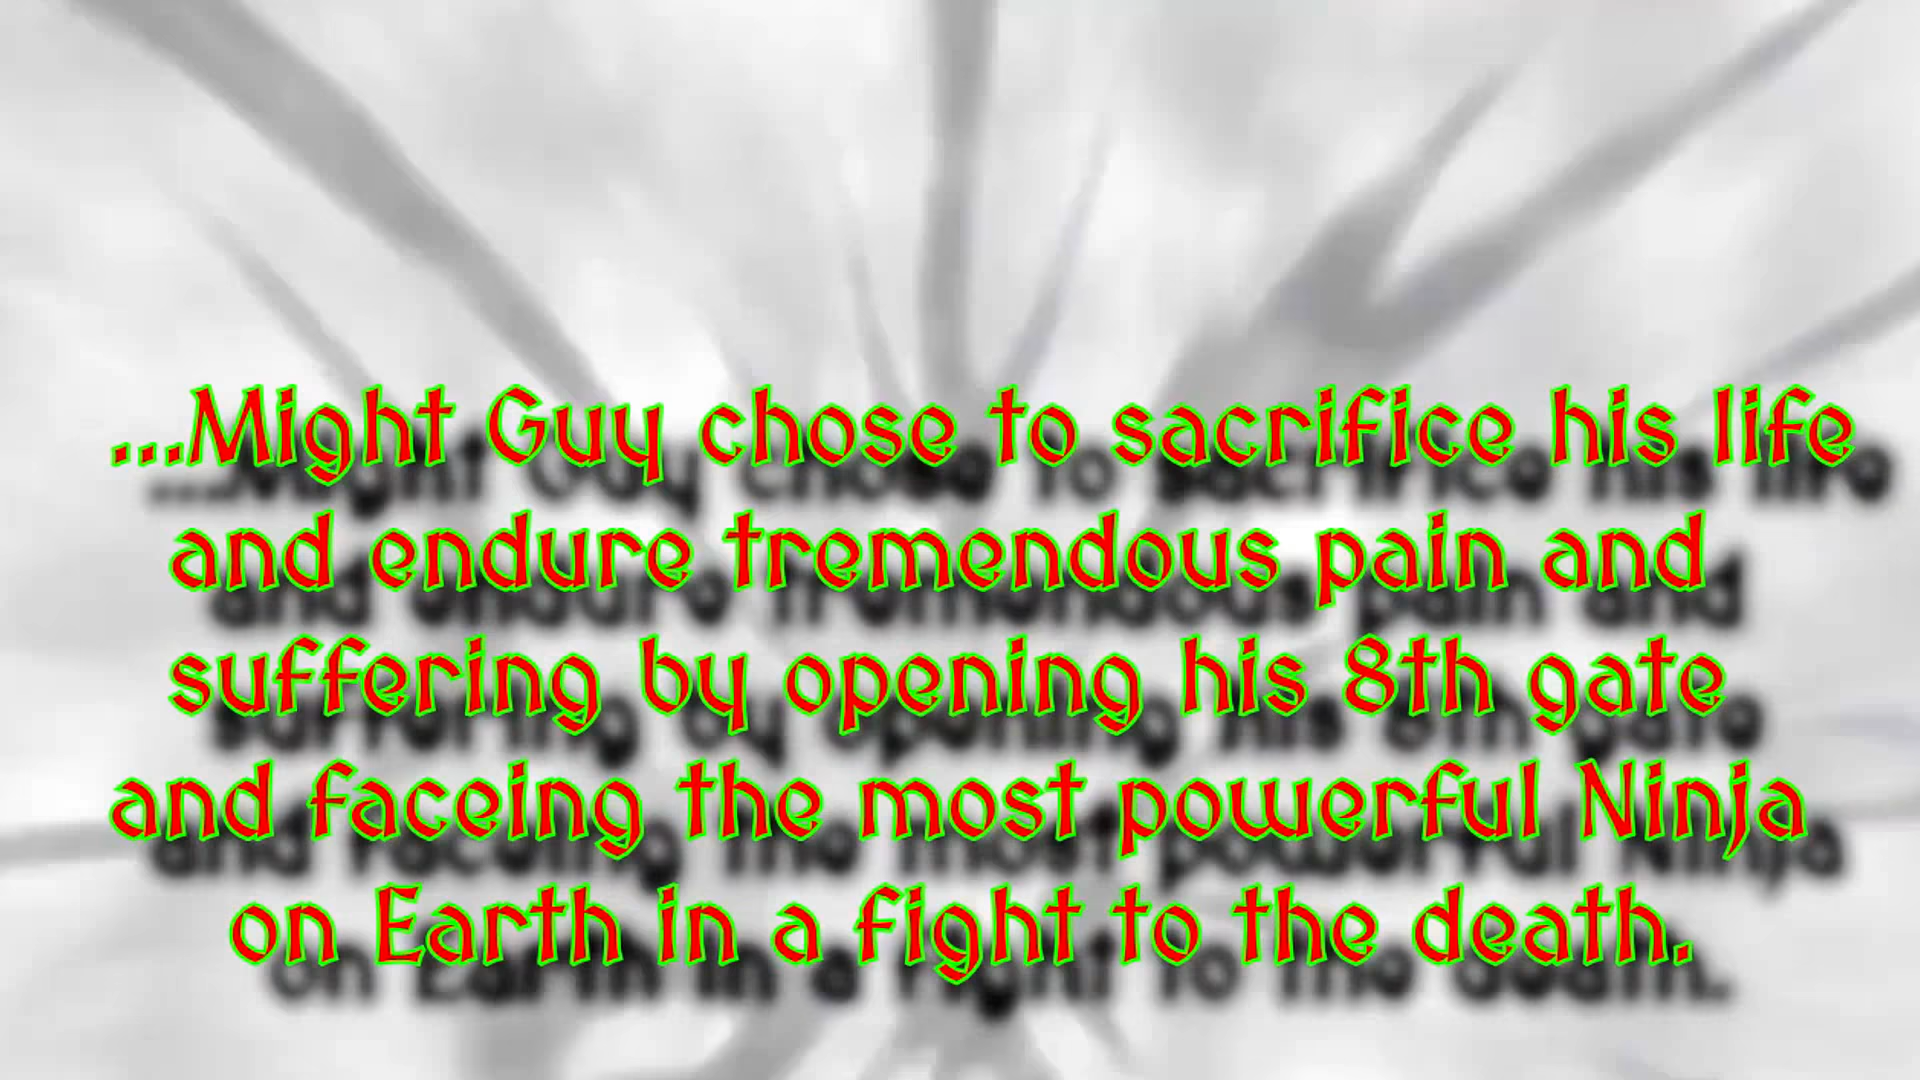 ...Might Guy chose to sacrifice his life
and endure tremendous pain and
suffering by opening his 8th gate
and faceing the most powerful Ninja
on Earth in a fight to the death.